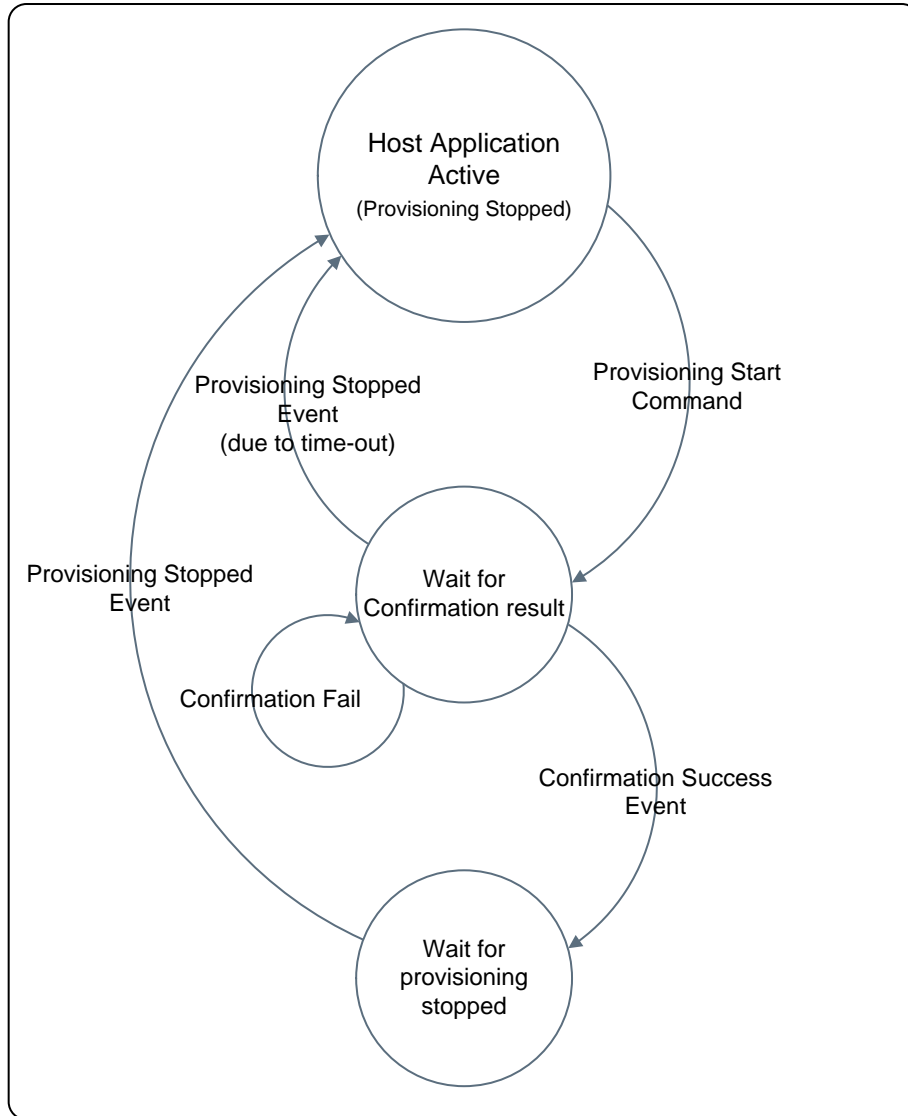 Host Application
Active
(Provisioning Stopped)
Provisioning Stopped
Event
(due to time-out)
Provisioning Start
Command
Provisioning Stopped
Event
Wait for
Confirmation result
Confirmation Fail
Confirmation Success
Event
Wait for
provisioning
stopped